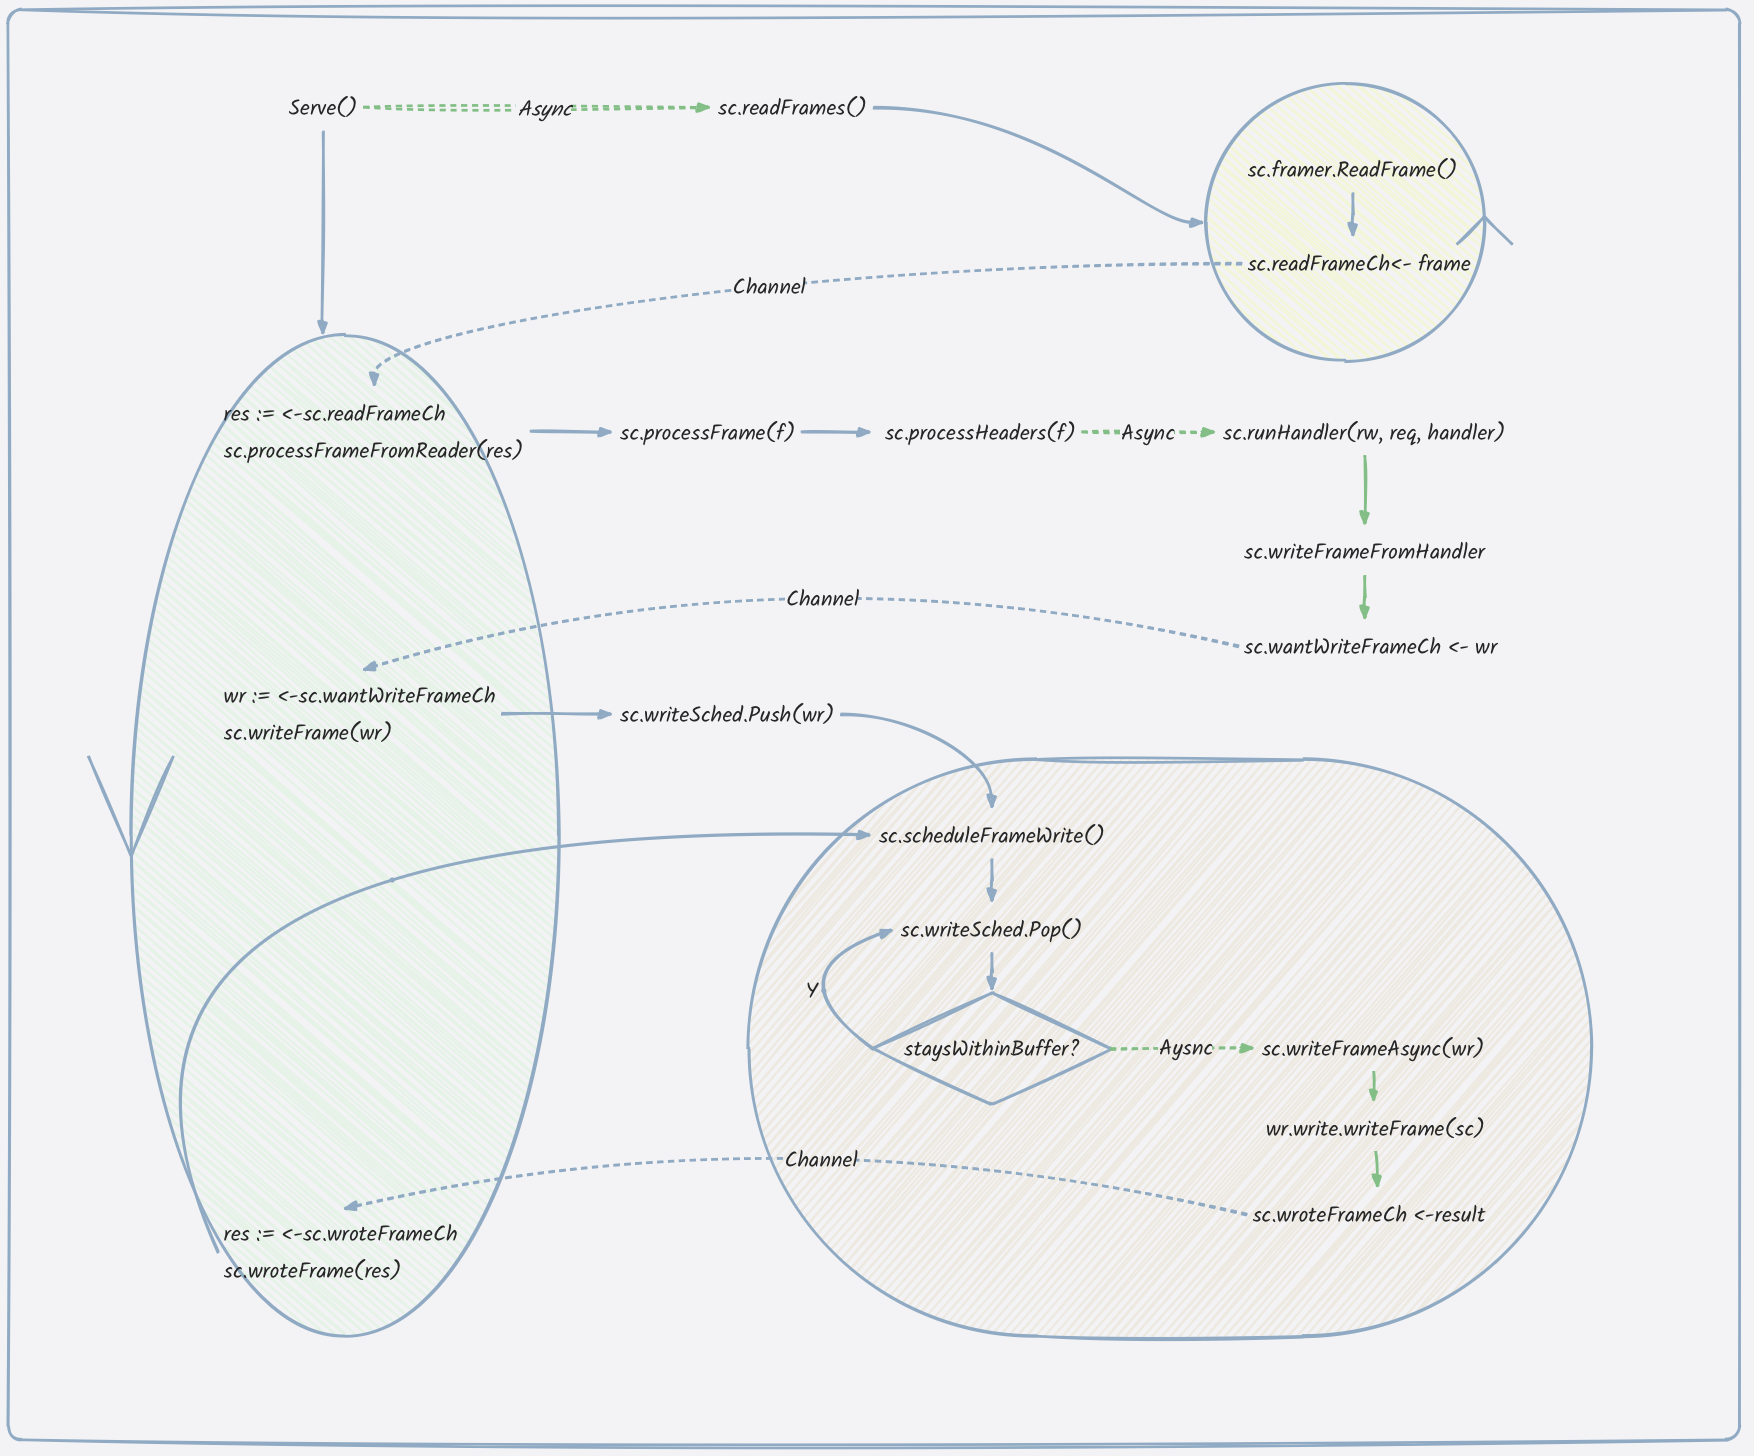 Serve()
Async
sc.readFrames()
sc.framer.ReadFrame()
sc.readFrameCh<- frame
Channel
res := <-sc.readFrameCh
sc.processFrameFromReader(res)
sc.processFrame(f)
sc.processHeaders(f)
Async
sc.runHandler(rw, req, handler)
sc.writeFrameFromHandler
Channel
sc.wantWriteFrameCh <- wr
wr := <-sc.wantWriteFrameCh
sc.writeFrame(wr)
sc.writeSched.Push(wr)
sc.scheduleFrameWrite()
sc.writeSched.Pop()
Y
staysWithinBuffer?
Aysnc
sc.writeFrameAsync(wr)
wr.write.writeFrame(sc)
Channel
sc.wroteFrameCh <-result
res := <-sc.wroteFrameCh
sc.wroteFrame(res)